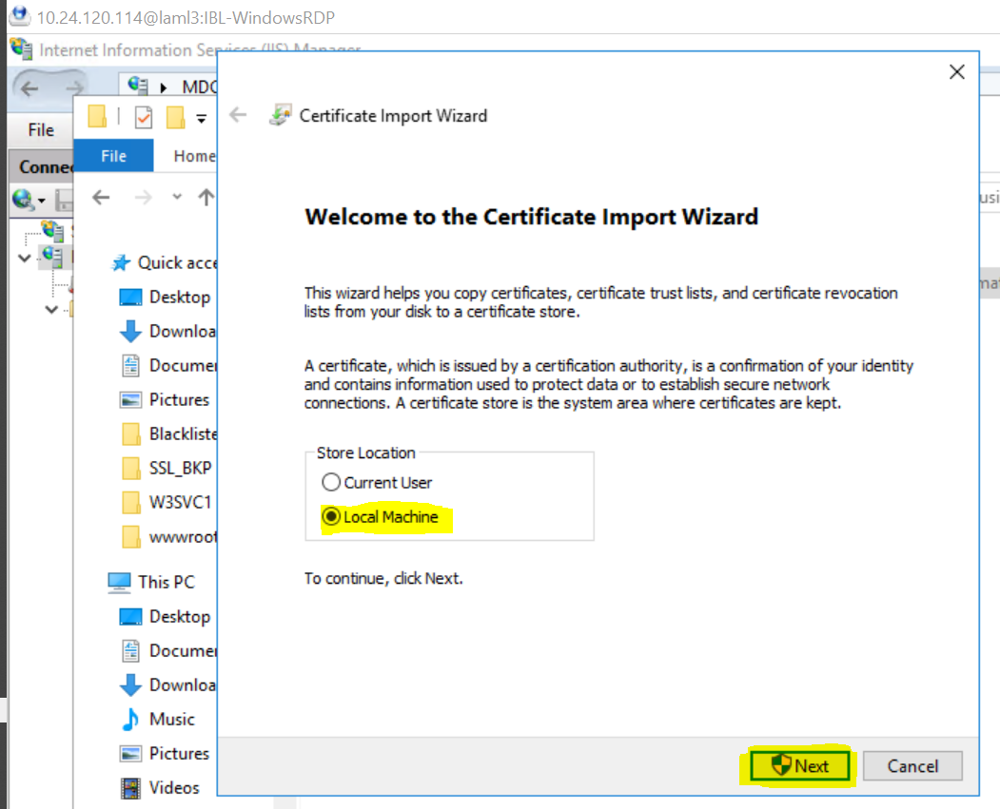 10.24.120.114@laml3:IBL-WindowsRDP
Internet Information Services (IIS) Manager
MDC
File
Connec
File
Home
Quick acce
Desktop
Downloa
Documen
Pictures
Blackliste
SSL_BKP
W3SVC1
wwwroot
This PC
Desktop
Documen
Downloa
Music
Pictures
Videos
Certificate Import Wizard
Welcome to the Certificate Import Wizard
This wizard helps you copy certificates, certificate trust lists, and certificate revocation
lists from your disk to a certificate store.
A certificate, which is issued by a certification authority, is a confirmation of your identity
and contains information used to protect data or to establish secure network
connections. A certificate store is the system area where certificates are kept.
Store Location
Current User
Local Machine
To continue, click Next.
Next
Cancel
usi
mat